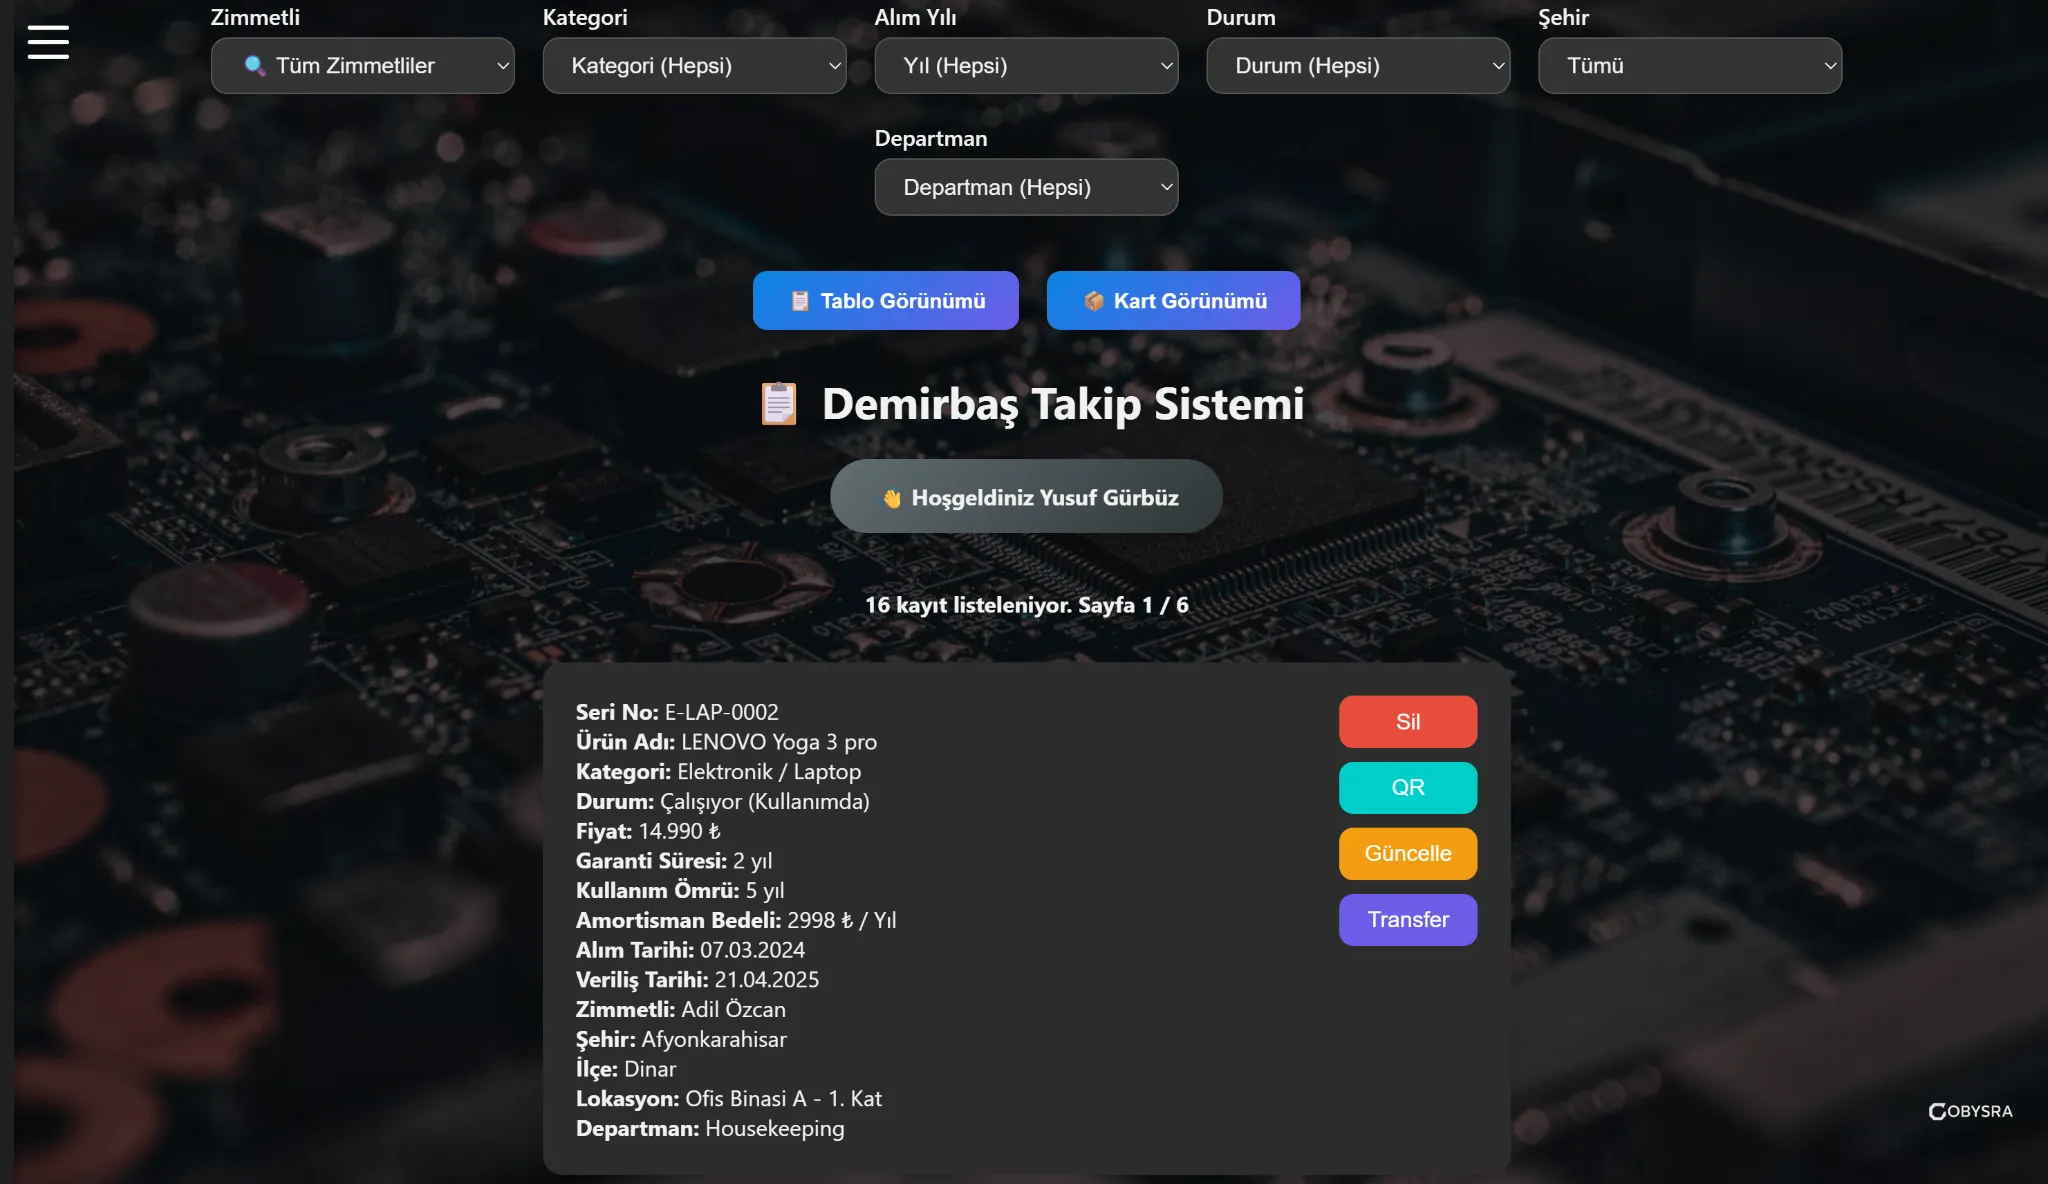 Zimmetli
Kategori
Alım Yılı
Durum
Şehir
Tüm Zimmetliler
Kategori (Hepsi)
Yıl (Hepsi)
Durum (Hepsi)
Tümü
Departman
Departman (Hepsi)
Tablo Görünümü
Kart Görünümü
Demirbaş Takip Sistemi
Hoşgeldiniz Yusuf Gürbüz
16 kayıt listeleniyor. Sayfa 1 / 6
Seri No: E-LAP-0002
Ürün Adı: LENOVO Yoga 3 pro
Kategori: Elektronik / Laptop
Durum: Çalışıyor (Kullanımda)
Fiyat: 14.990 ₺
Garanti Süresi: 2 yıl
Kullanım Ömrü: 5 yıl
Amortisman Bedeli: 2998 ₺ / Yıl
Alım Tarihi: 07.03.2024
Veriliş Tarihi: 21.04.2025
Zimmetli: Adil Özcan
Şehir: Afyonkarahisar
İlçe: Dinar
Lokasyon: Ofis Binasi A - 1. Kat
Departman: Housekeeping
Sil
QR
Güncelle
Transfer
COBYSRA